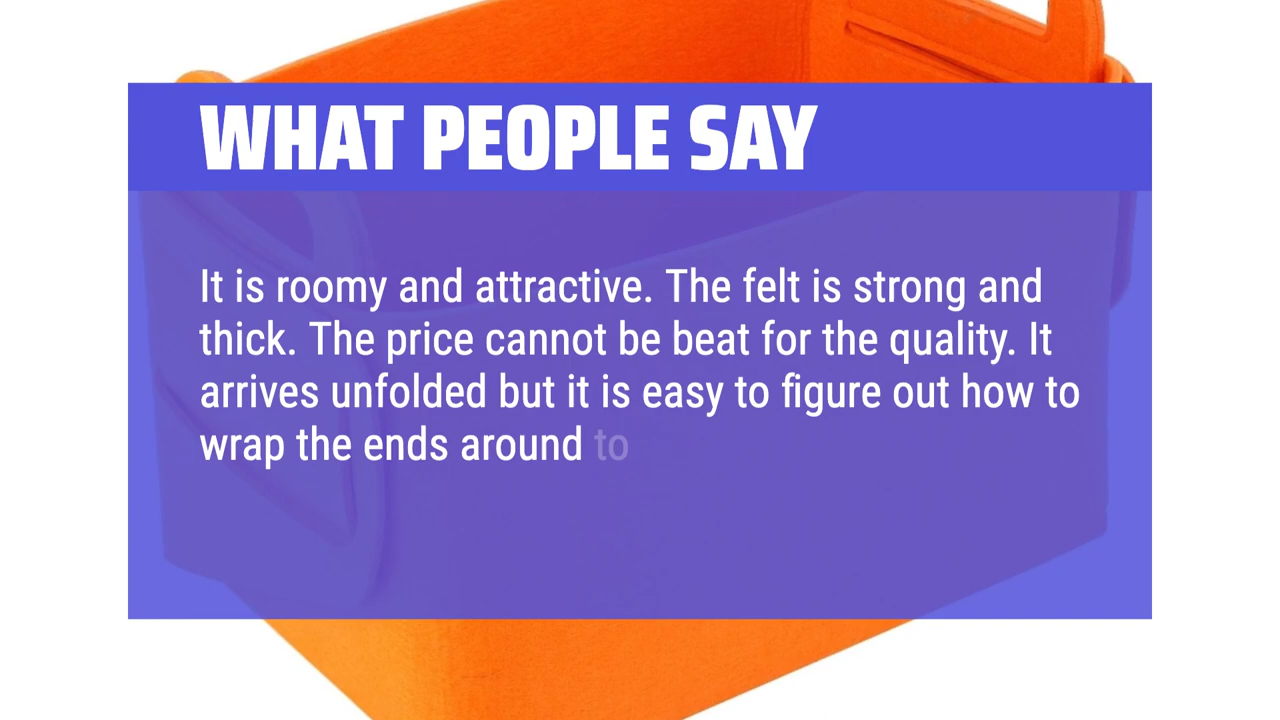 WHAT PEOPLE SAY
It is roomy and attractive. The felt is strong and
thick. The price cannot be beat for the quality. It
arrives unfolded but it is easy to figure out how to
wrap the ends around to